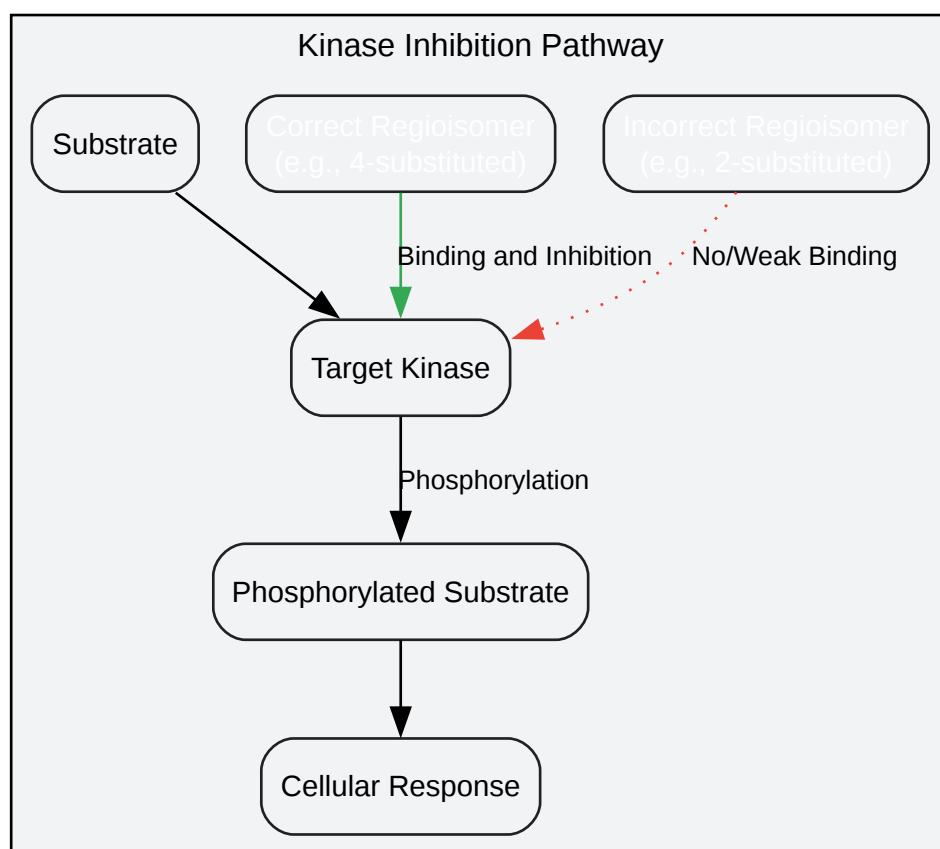 Kinase Inhibition Pathway
Substrate
Correct Regioisomer
(e.g., 4-substituted)
Incorrect Regioisomer
(e.g., 2-substituted)
Binding and Inhibition
No/Weak Binding
Target Kinase
Phosphorylation
Phosphorylated Substrate
Cellular Response